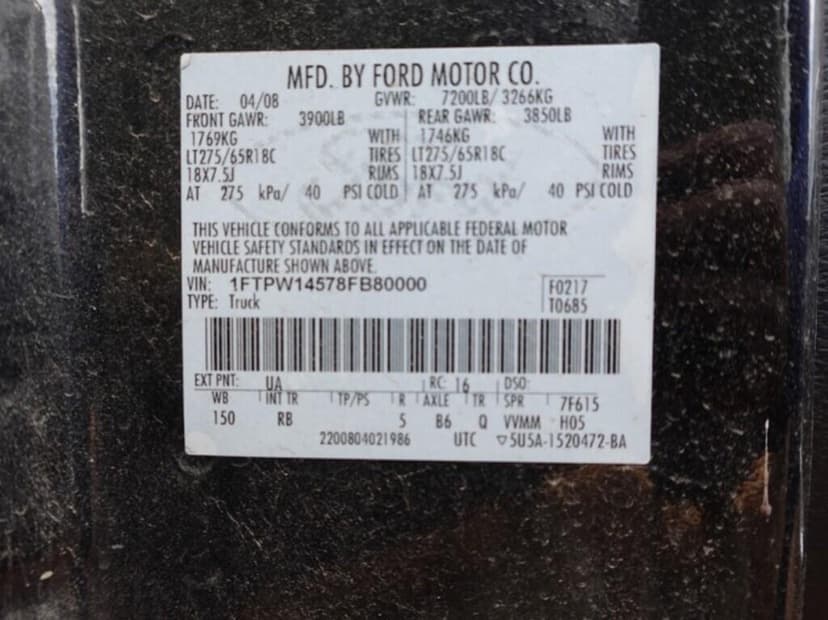 MFD. BY FORD MOTOR CO.
DATE: 04/08 GVWR: 7200LB/ 3266KG
FRONT GAWR: 3900LB REAR GAWR: 3850LB
1769KG WITH 1746KG WITH
LT275/65R18C TIRES LT275/65R18C TIRES
18X7.5J RIMS 18X7.5J RIMS
AT 275 kPa/ 40 PSI COLD AT 275 kPa/ 40 PSI COLD
THIS VEHICLE CONFORMS TO ALL APPLICABLE FEDERAL MOTOR
VEHICLE SAFETY STANDARDS IN EFFECT ON THE DATE OF
MANUFACTURE SHOWN ABOVE.
VIN: 1FTPW14578FB80000 F0217
TYPE: Truck T0685
EXT PNT: UA RC: 16 DSO:
WB INT TR TP/PS R AXLE TR SPR 7F615
150 RB 5 B6 Q VVMM H05
2200804021986 UTC ▽5U5A-1520472-BA